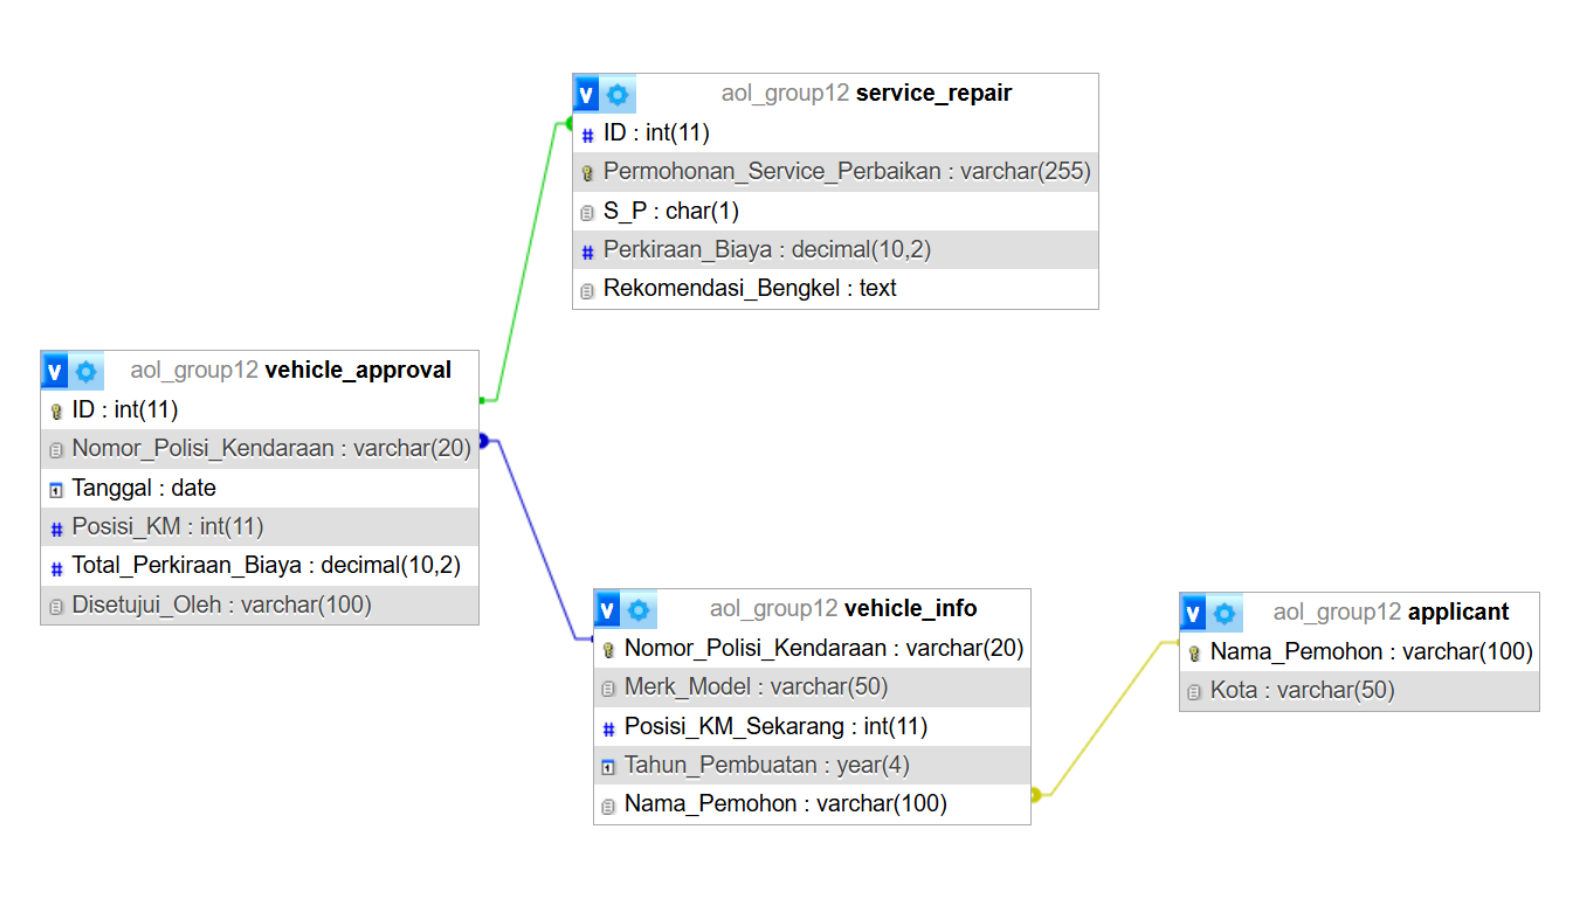 aol_group12 service_repair
ID : int(11)
Permohonan_Service_Perbaikan : varchar(255)
S_P : char(1)
Perkiraan_Biaya : decimal(10,2)
Rekomendasi_Bengkel : text
aol_group12 vehicle_approval
ID : int(11)
Nomor_Polisi_Kendaraan : varchar(20)
Tanggal : date
Posisi_KM : int(11)
Total_Perkiraan_Biaya : decimal(10,2)
Disetujui_Oleh : varchar(100)
aol_group12 vehicle_info
Nomor_Polisi_Kendaraan : varchar(20)
Merk_Model : varchar(50)
Posisi_KM_Sekarang : int(11)
Tahun_Pembuatan : year(4)
Nama_Pemohon : varchar(100)
aol_group12 applicant
Nama_Pemohon : varchar(100)
Kota : varchar(50)